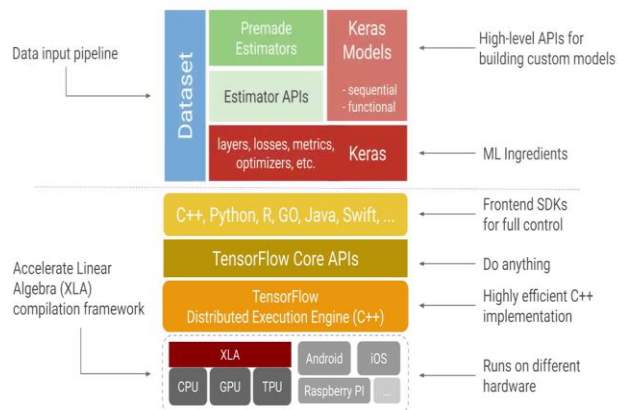 Data input pipeline
Dataset
Premade
Estimators
Estimator APIs
Keras
Models
- sequential
- functional
layers, losses, metrics,
optimizers, etc.
Keras
High-level APIs for
building custom models
ML Ingredients
C++, Python, R, GO, Java, Swift, ...
Frontend SDKs
for full control
TensorFlow Core APIs
Do anything
Accelerate Linear
Algebra (XLA)
compilation framework
TensorFlow
Distributed Execution Engine (C++)
Highly efficient C++
implementation
XLA
CPU
GPU
TPU
Android
iOS
Raspberry PI
...
Runs on different
hardware